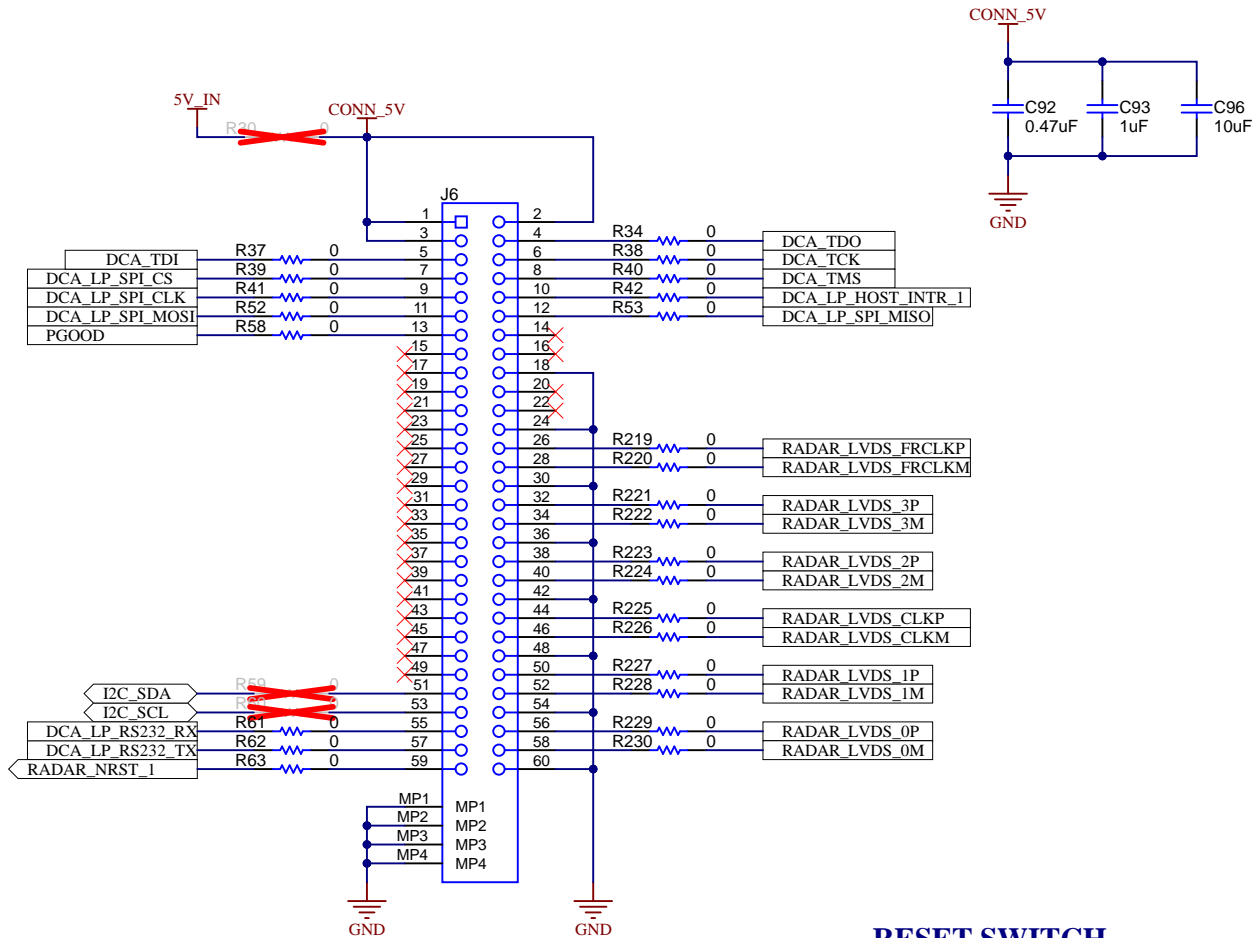 CONN_5V
C92 C93 C96
0.47uF 1uF 10uF
GND
5V_IN
R30 0
CONN_5V
J6
1 2
3 R34 0 DCA_TDO
4
DCA_TDI R37 0 5 6 R38 0 DCA_TCK
DCA_LP_SPI_CS R39 0 7 8 R40 0 DCA_TMS
DCA_LP_SPI_CLK R41 0 9 10 R42 0 DCA_LP_HOST_INTR_1
DCA_LP_SPI_MOSI R52 0 11 12 R53 0 DCA_LP_SPI_MISO
PGOOD R58 0 13 14
15 16
17 18
19 20
21 22
23 24
25 26 R219 0 RADAR_LVDS_FRCLKP
27 28 R220 0 RADAR_LVDS_FRCLKM
29 30
31 32 R221 0 RADAR_LVDS_3P
33 34 R222 0 RADAR_LVDS_3M
35 36
37 38 R223 0 RADAR_LVDS_2P
39 40 R224 0 RADAR_LVDS_2M
41 42
43 44 R225 0 RADAR_LVDS_CLKP
45 46 R226 0 RADAR_LVDS_CLKM
47 48
49 50 R227 0 RADAR_LVDS_1P
I2C_SDA R59 0 51 52 R228 0 RADAR_LVDS_1M
I2C_SCL 0 53 54
DCA_LP_RS232_RX R61 0 55 56 R229 0 RADAR_LVDS_0P
DCA_LP_RS232_TX R62 0 57 58 R230 0 RADAR_LVDS_0M
RADAR_NRST_1 R63 0 59 60
MP1 MP1
MP2 MP2
MP3 MP3
MP4 MP4
GND GND
RESET SWITCH